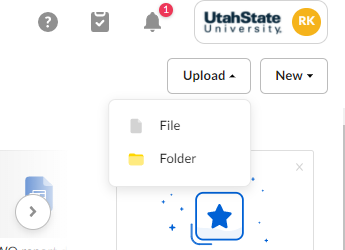 ?
1
UtahState
University.
RK
Upload
New
File
Folder